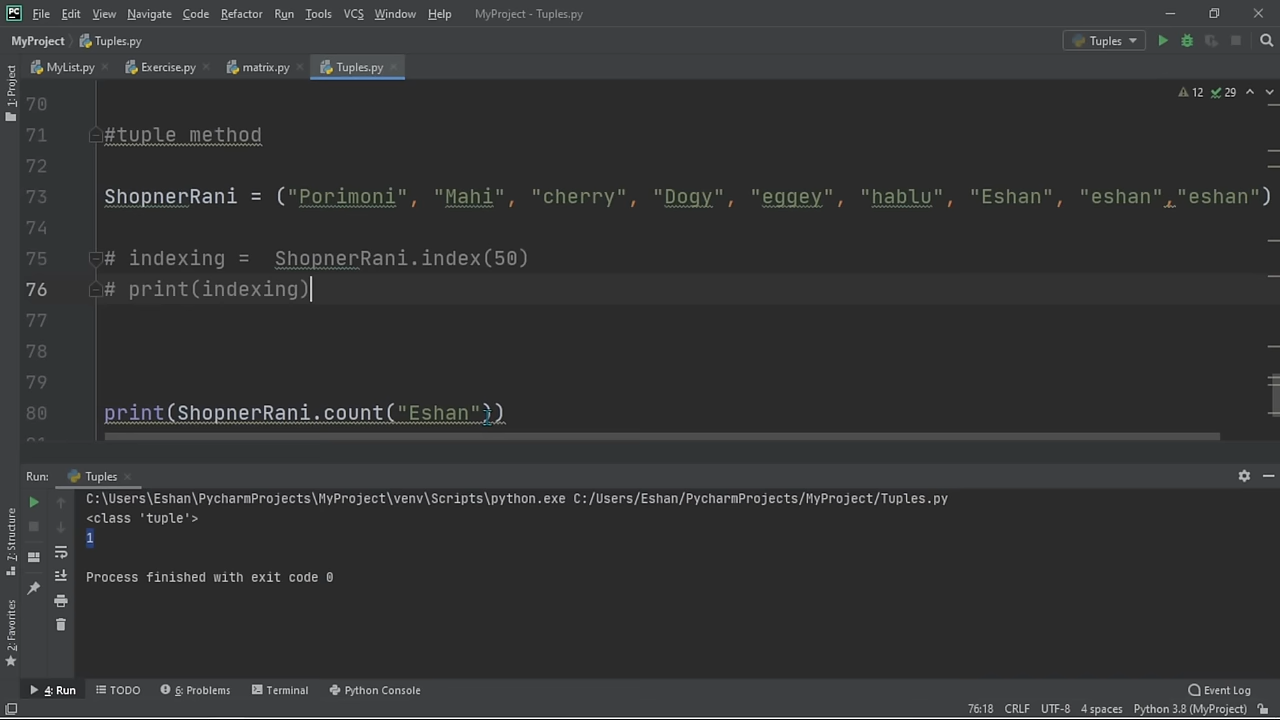 File Edit View Navigate Code Refactor Run Tools VCS Window Help MyProject - Tuples.py
MyProject Tuples.py Tuples
1: Project
MyList.py Exercise.py matrix.py Tuples.py
12 29
70
71 #tuple method
72
73 ShopnerRani = ("Porimoni", "Mahi", "cherry", "Dogy", "eggey", "hablu", "Eshan", "eshan","eshan")
74
75 # indexing =  ShopnerRani.index(50)
76 # print(indexing)
77
78
79
80 print(ShopnerRani.count("Eshan"))
Run: Tuples
C:\Users\Eshan\PycharmProjects\MyProject\venv\Scripts\python.exe C:/Users/Eshan/PycharmProjects/MyProject/Tuples.py
<class 'tuple'>
1
Process finished with exit code 0
7: Structure
2: Favorites
4: Run TODO 6: Problems Terminal Python Console Event Log
76:18 CRLF UTF-8 4 spaces Python 3.8 (MyProject)